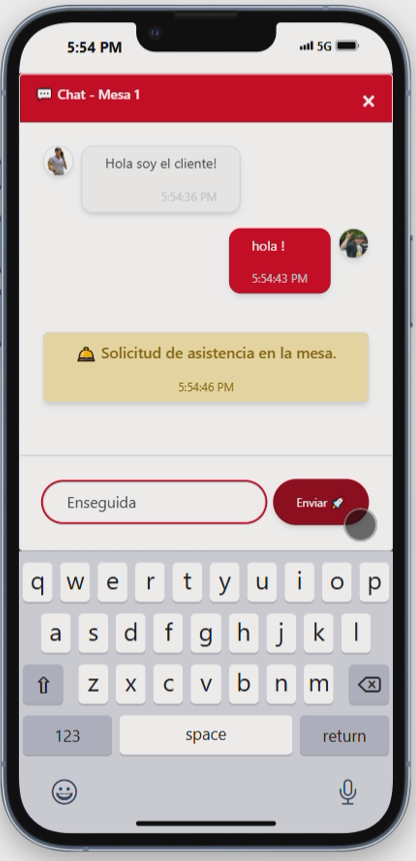 5:54 PM 5G
💬 Chat - Mesa 1 ×
Hola soy el cliente!
5:54:36 PM
hola !
5:54:43 PM
🛎️ Solicitud de asistencia en la mesa.
5:54:46 PM
Enseguida Enviar 🚀
q w e r t y u i o p
a s d f g h j k l
z x c v b n m
123 space return